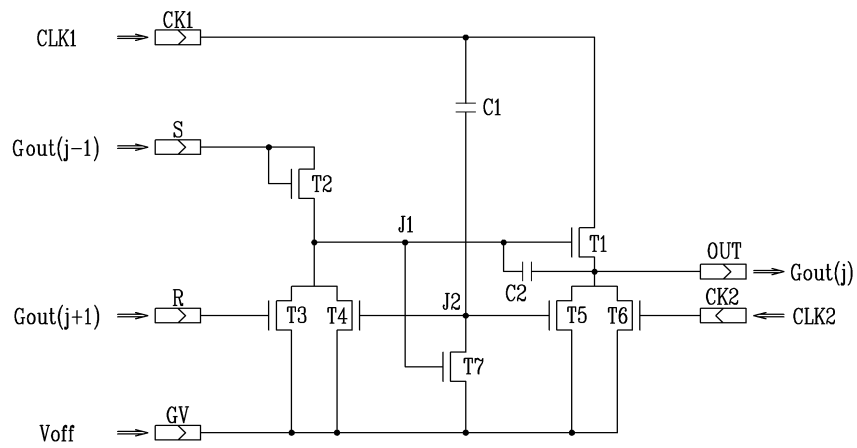 CK1
CLK1
C1
S
Gout(j−1)
T2
J1
T1
OUT
Gout(j)
C2
R
J2
CK2
Gout(j+1)
T3
T4
T5
T6
CLK2
T7
GV
Voff